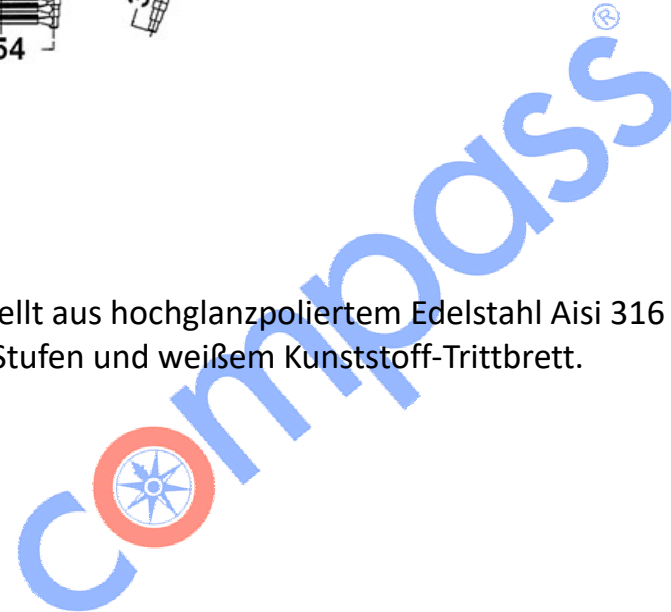 54
®
ellt aus hochglanzpoliertem Edelstahl Aisi 316
Stufen und weißem Kunststoff-Trittbrett.
compass